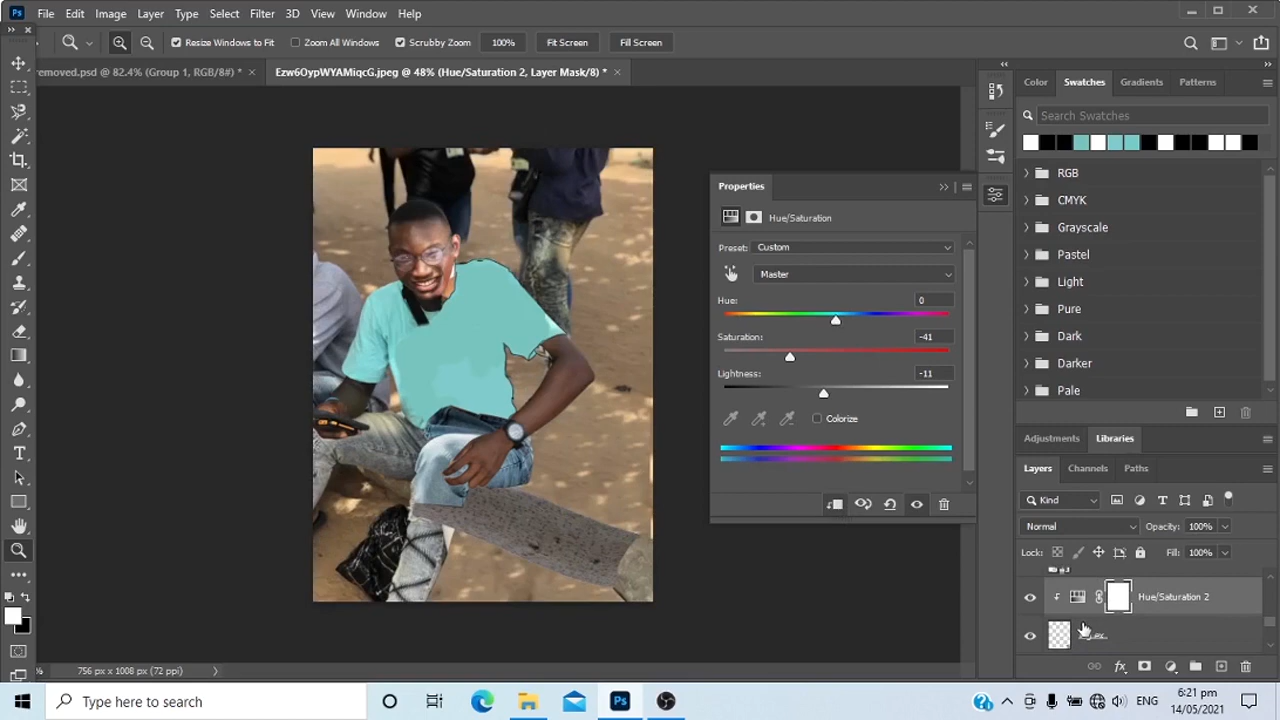 Ps File Edit Image Layer Type Select Filter 3D View Window Help
Resize Windows to Fit Zoom All Windows Scrubby Zoom 100% Fit Screen Fill Screen
removed.psd @ 82.4% (Group 1, RGB/8#) * × Ezw6OypWYAMiqcG.jpeg @ 48% (Hue/Saturation 2, Layer Mask/8) * ×
Color Swatches Gradients Patterns
Search Swatches
RGB
CMYK
Grayscale
Pastel
Light
Pure
Dark
Darker
Pale
Properties
Hue/Saturation
Preset: Custom
Master
Hue: 0
Saturation: -41
Lightness: -11
Colorize
Adjustments Libraries
Layers Channels Paths
Kind
Normal Opacity: 100%
Lock: Fill: 100%
Hue/Saturation 2
% 756 px x 1008 px (72 ppi)
Type here to search
ENG
6:21 pm
14/05/2021